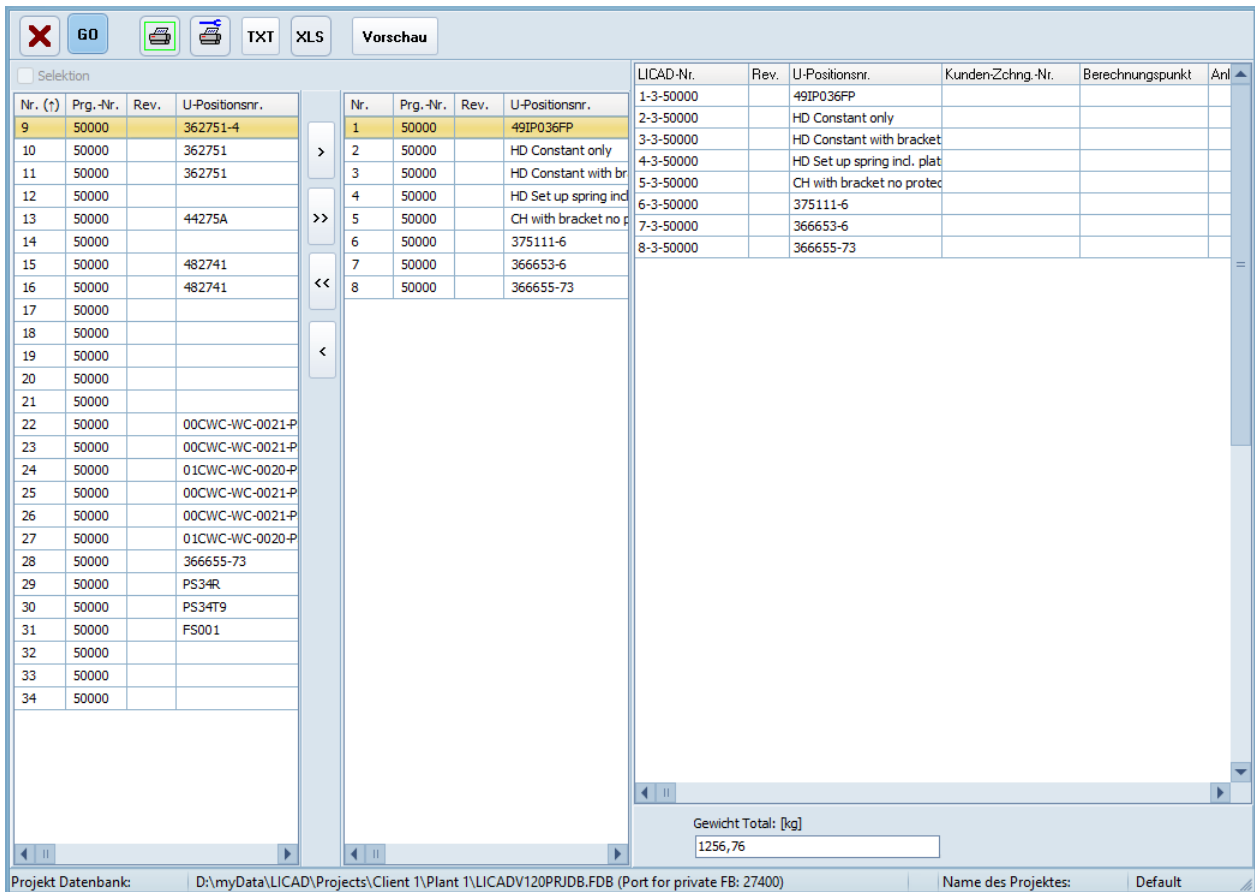 GO TXT XLS Vorschau
Selektion
Nr. (↑) Prg.-Nr. Rev. U-Positionsnr.
9 50000 362751-4
10 50000 362751
11 50000 362751
12 50000
13 50000 44275A
14 50000
15 50000 482741
16 50000 482741
17 50000
18 50000
19 50000
20 50000
21 50000
22 50000 00CWC-WC-0021-P
23 50000 00CWC-WC-0021-P
24 50000 01CWC-WC-0020-P
25 50000 00CWC-WC-0021-P
26 50000 00CWC-WC-0021-P
27 50000 01CWC-WC-0020-P
28 50000 366655-73
29 50000 PS34R
30 50000 PS34T9
31 50000 FS001
32 50000
33 50000
34 50000
>
>>
<<
<
Nr. Prg.-Nr. Rev. U-Positionsnr.
1 50000 49IP036FP
2 50000 HD Constant only
3 50000 HD Constant with br
4 50000 HD Set up spring incl
5 50000 CH with bracket no p
6 50000 375111-6
7 50000 366653-6
8 50000 366655-73
LICAD-Nr. Rev. U-Positionsnr. Kunden-Zchng.-Nr. Berechnungspunkt Anl
1-3-50000 49IP036FP
2-3-50000 HD Constant only
3-3-50000 HD Constant with bracket
4-3-50000 HD Set up spring incl. plat
5-3-50000 CH with bracket no protec
6-3-50000 375111-6
7-3-50000 366653-6
8-3-50000 366655-73
Gewicht Total: [kg]
1256,76
Projekt Datenbank: D:\myData\LICAD\Projects\Client 1\Plant 1\LICADV120PRJDB.FDB (Port for private FB: 27400) Name des Projektes: Default